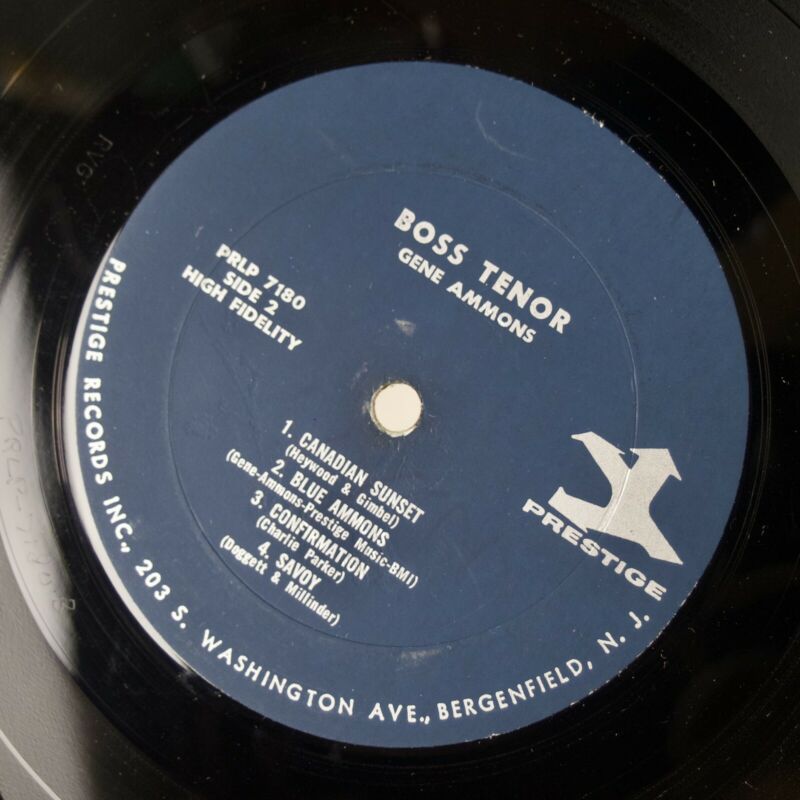 BOSS TENOR
GENE AMMONS
PRLP 7180
SIDE 2
HIGH FIDELITY
1. CANADIAN SUNSET
(Heywood & Gimbel)
2. BLUE AMMONS
(Gene-Ammons-Prestige Music-BMI)
3. CONFIRMATION
(Charlie Parker)
4. SAVOY
(Doggett & Millinder)
PRESTIGE
PRESTIGE RECORDS INC., 203 S. WASHINGTON AVE., BERGENFIELD, N. J.
RVG